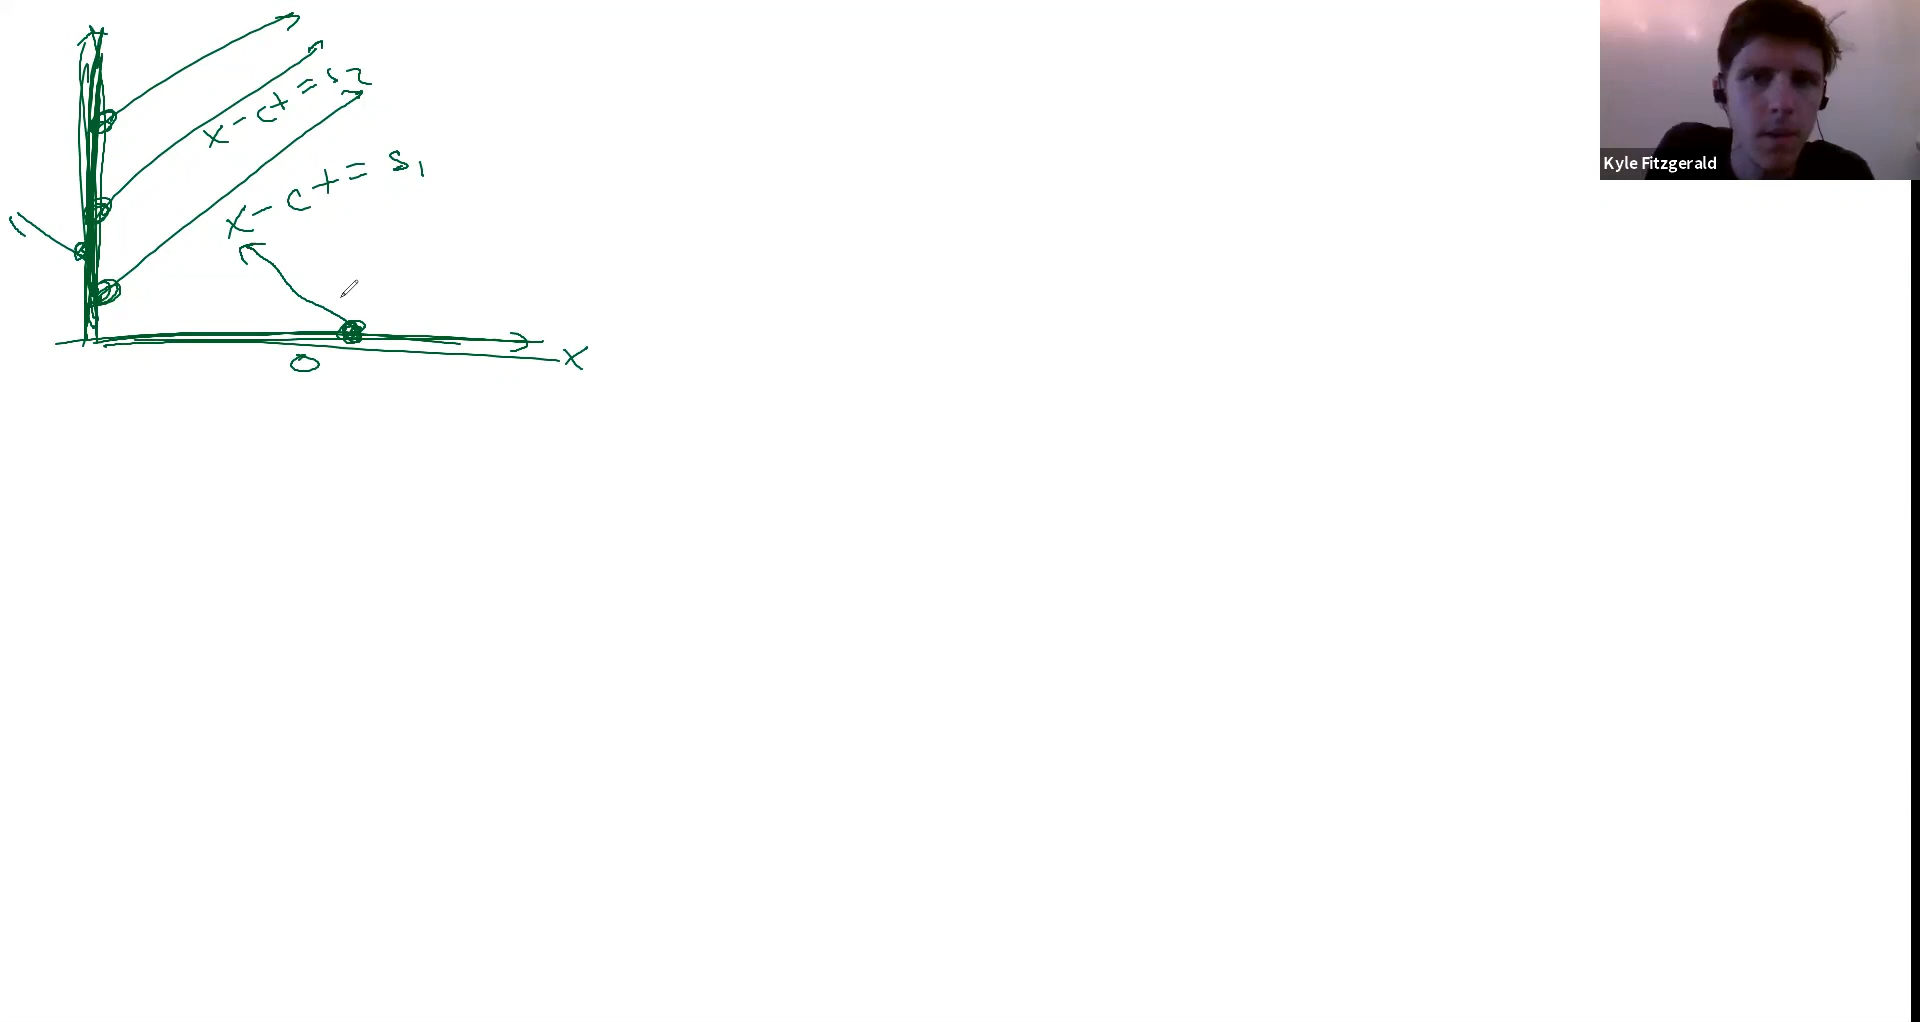 x - ct = s2
x - ct = s1
0
x
Kyle Fitzgerald